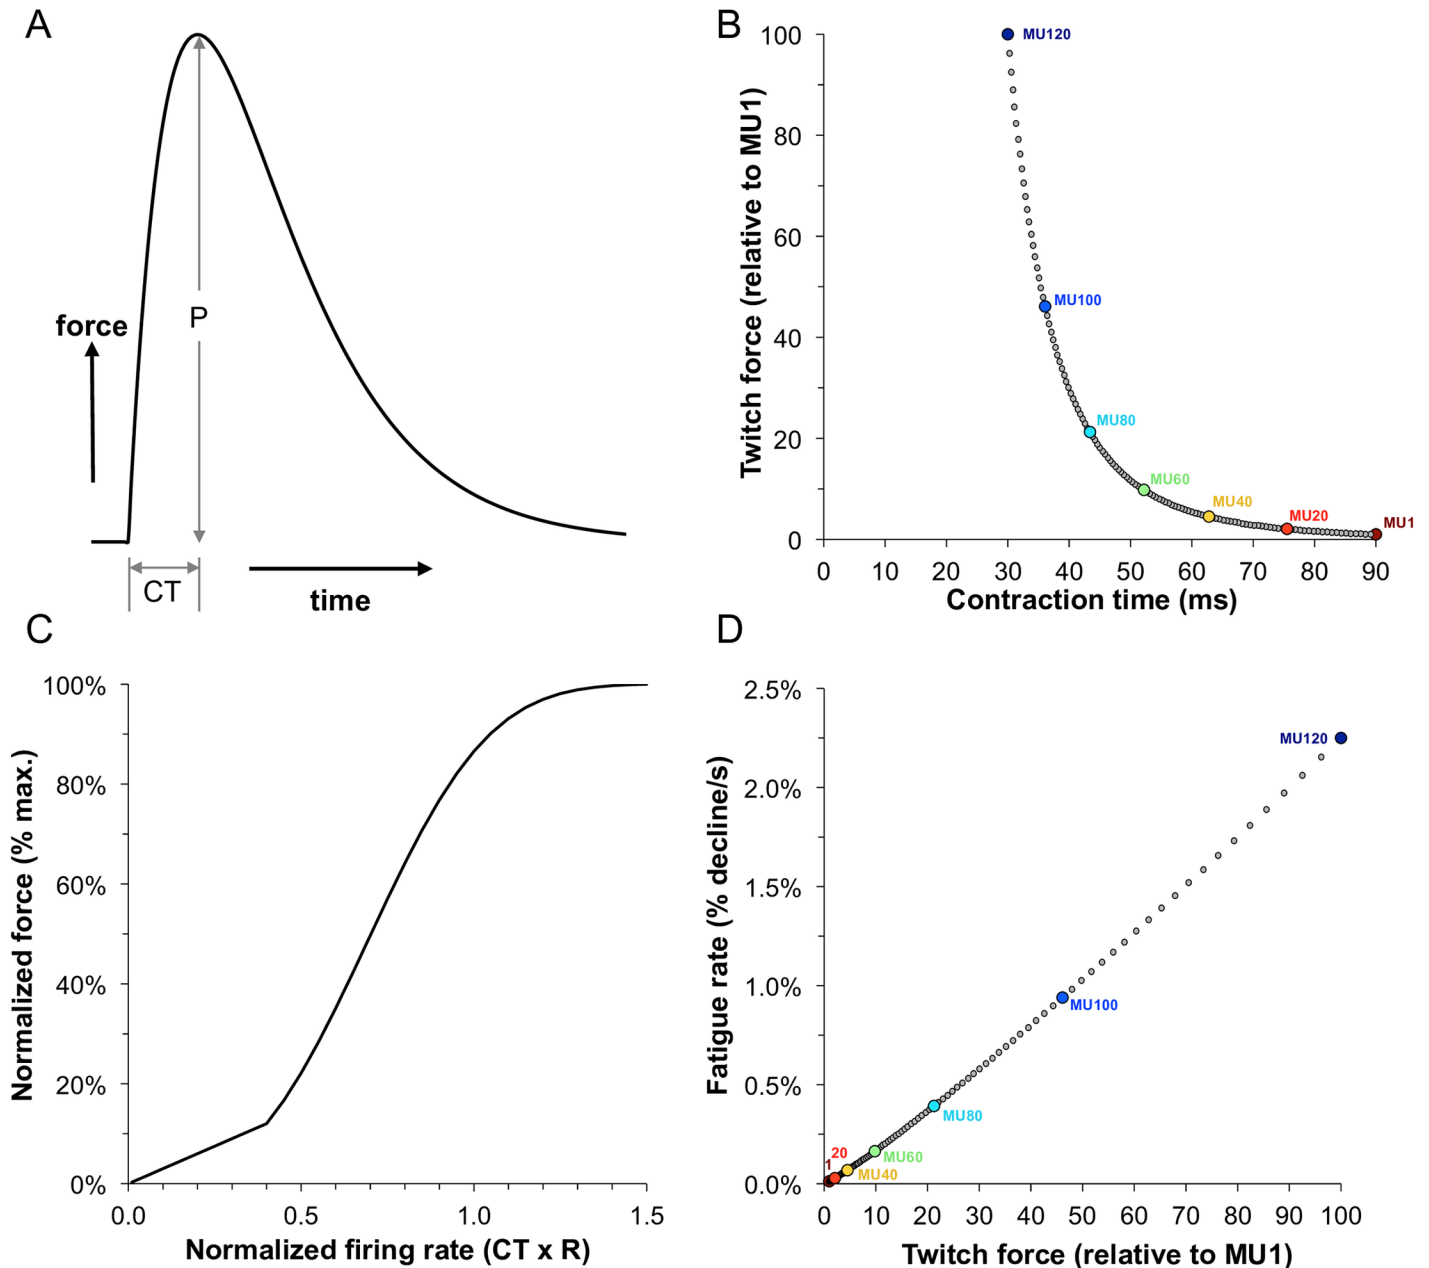 A
force
P
CT
time
B
Twitch force (relative to MU1)
100
80
60
40
20
0
MU120
MU100
MU80
MU60
MU40
MU20
MU1
0 10 20 30 40 50 60 70 80 90
Contraction time (ms)
C
Normalized force (% max.)
100%
80%
60%
40%
20%
0%
0.0 0.5 1.0 1.5
Normalized firing rate (CT x R)
D
Fatigue rate (% decline/s)
2.5%
2.0%
1.5%
1.0%
0.5%
0.0%
MU120
MU100
MU80
MU60
MU40
20
1
0 10 20 30 40 50 60 70 80 90 100
Twitch force (relative to MU1)